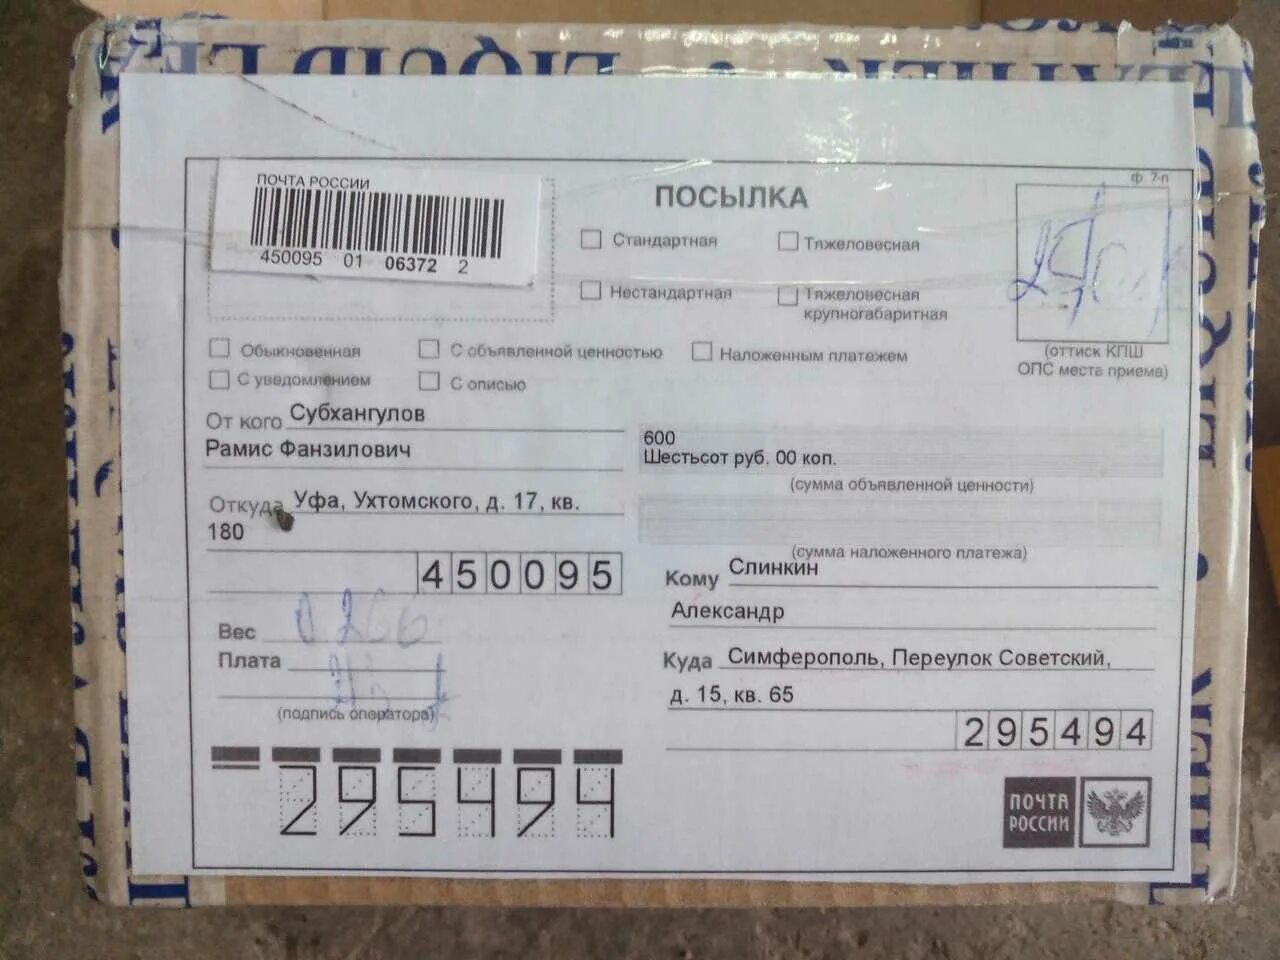 ПОЧТА РОССИИ
450095 01 06372 2
ПОСЫЛКА
ф. 7-п
Стандартная
Тяжеловесная
Нестандартная
Тяжеловесная
крупногабаритная
(оттиск КПШ
ОПС места приема)
Обыкновенная
С объявленной ценностью
Наложенным платежем
С уведомлением
С описью
От кого Субхангулов
Рамис Фанзилович
600
Шестьсот руб. 00 коп.
(сумма объявленной ценности)
Откуда Уфа, Ухтомского, д. 17, кв.
180
(сумма наложенного платежа)
450095
Кому Слинкин
Александр
Вес
Плата
(подпись оператора)
Куда Симферополь, Переулок Советский,
д. 15, кв. 65
295494
295494
ПОЧТА
РОССИИ